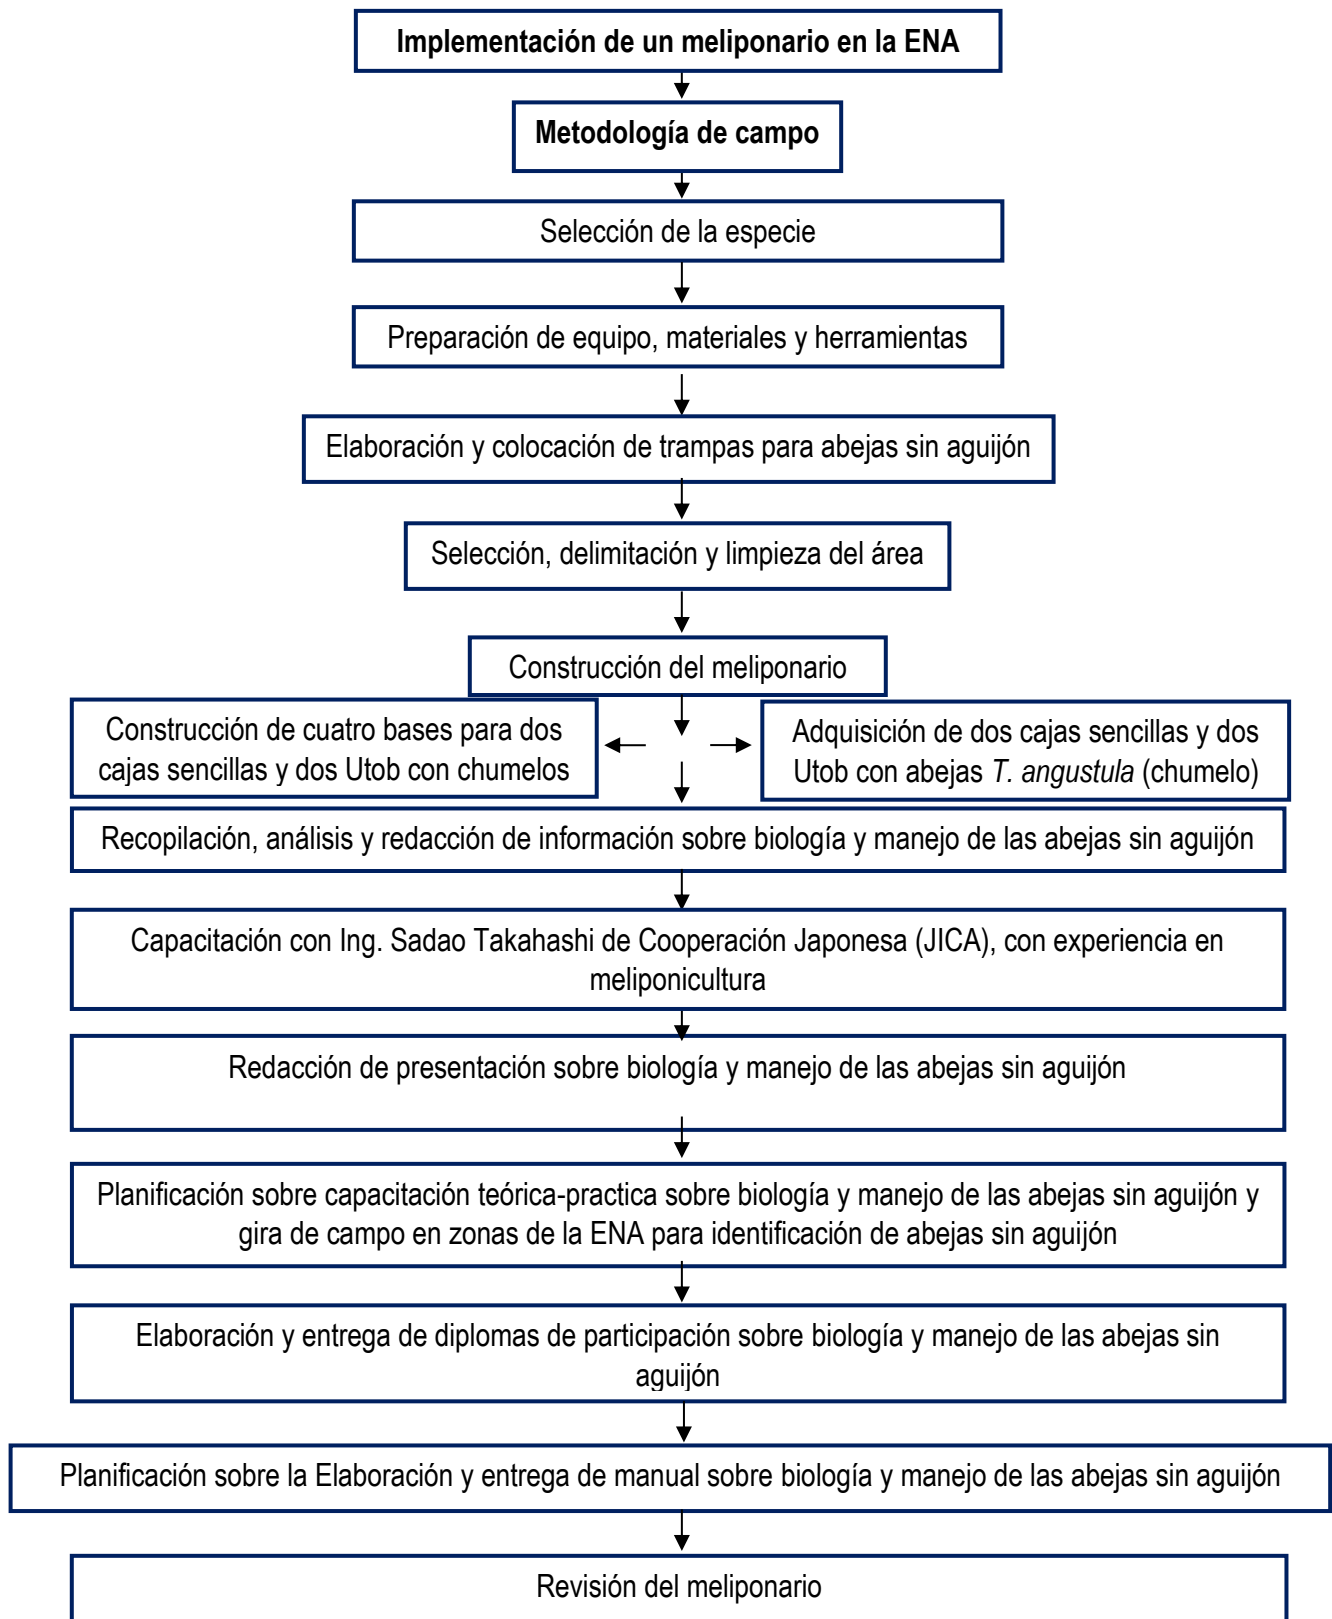 Implementación de un meliponario en la ENA
Metodología de campo
Selección de la especie
Preparación de equipo, materiales y herramientas
Elaboración y colocación de trampas para abejas sin aguijón
Selección, delimitación y limpieza del área
Construcción del meliponario
Construcción de cuatro bases para dos
cajas sencillas y dos Utob con chumelos
Adquisición de dos cajas sencillas y dos
Utob con abejas T. angustula (chumelo)
Recopilación, análisis y redacción de información sobre biología y manejo de las abejas sin aguijón
Capacitación con Ing. Sadao Takahashi de Cooperación Japonesa (JICA), con experiencia en
meliponicultura
Redacción de presentación sobre biología y manejo de las abejas sin aguijón
Planificación sobre capacitación teórica-practica sobre biología y manejo de las abejas sin aguijón y
gira de campo en zonas de la ENA para identificación de abejas sin aguijón
Elaboración y entrega de diplomas de participación sobre biología y manejo de las abejas sin
aguijón
Planificación sobre la Elaboración y entrega de manual sobre biología y manejo de las abejas sin aguijón
Revisión del meliponario